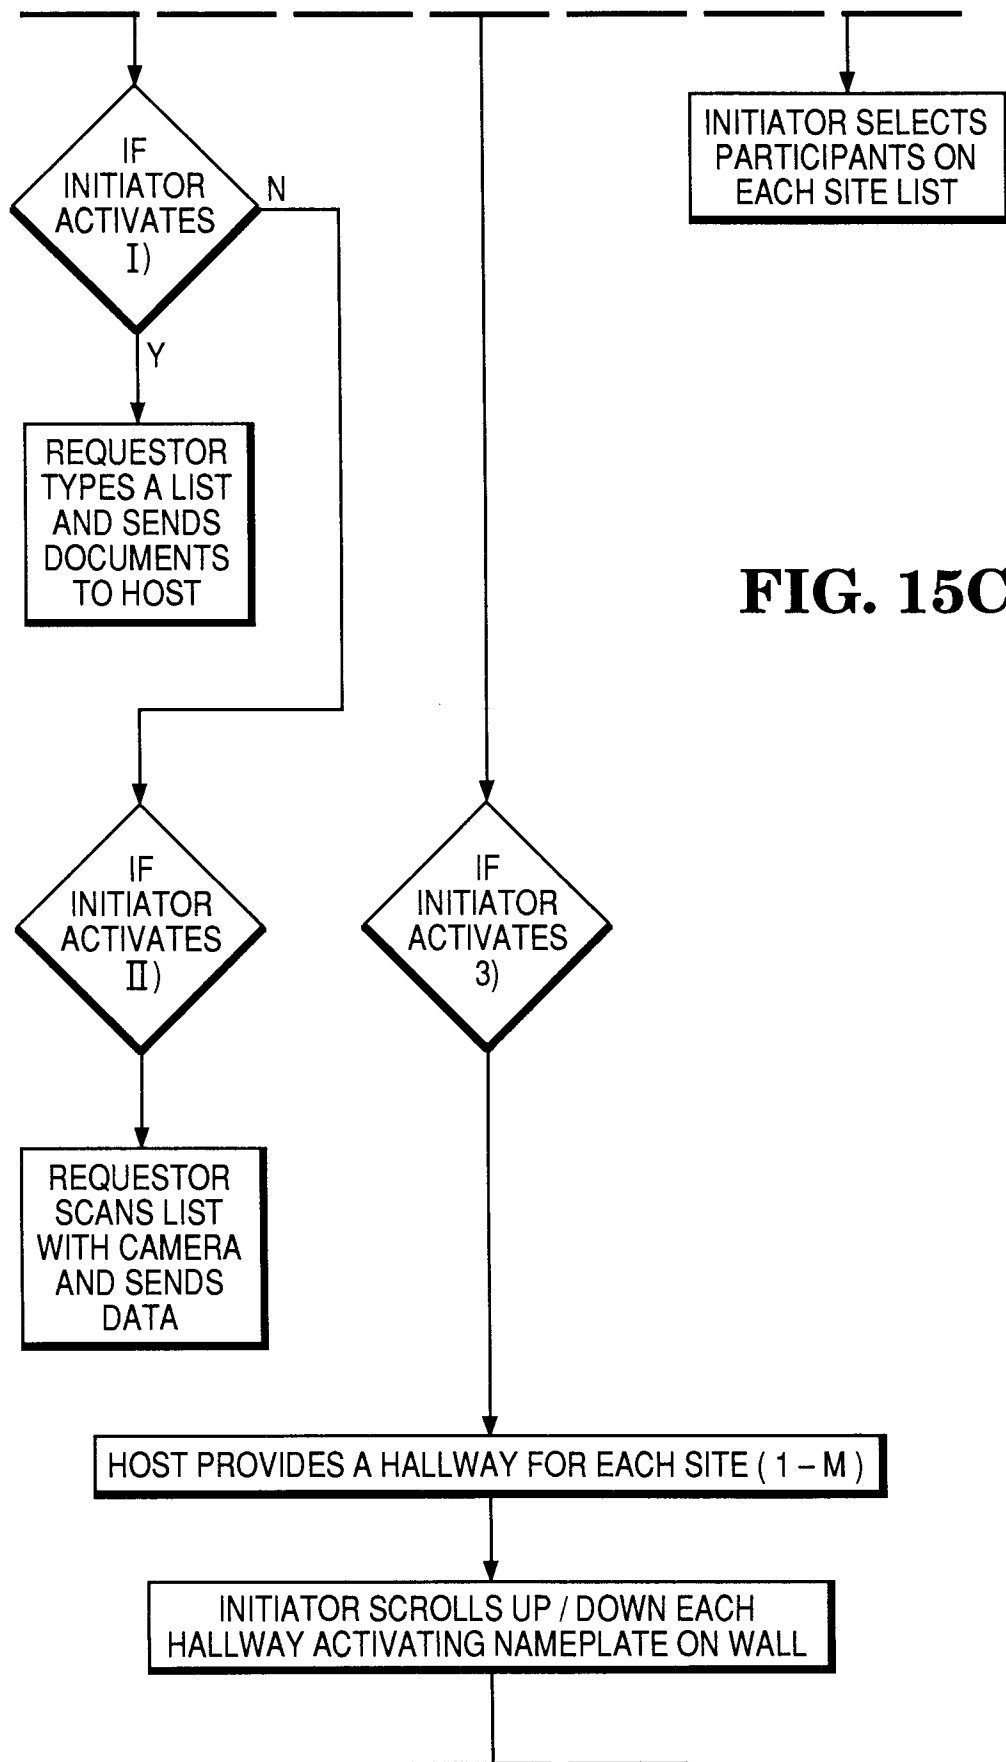 IF
INITIATOR
ACTIVATES
I)
N
Y
REQUESTOR
TYPES A LIST
AND SENDS
DOCUMENTS
TO HOST
INITIATOR SELECTS
PARTICIPANTS ON
EACH SITE LIST
FIG. 15C
IF
INITIATOR
ACTIVATES
II)
REQUESTOR
SCANS LIST
WITH CAMERA
AND SENDS
DATA
IF
INITIATOR
ACTIVATES
3)
HOST PROVIDES A HALLWAY FOR EACH SITE ( 1 – M )
INITIATOR SCROLLS UP / DOWN EACH
HALLWAY ACTIVATING NAMEPLATE ON WALL